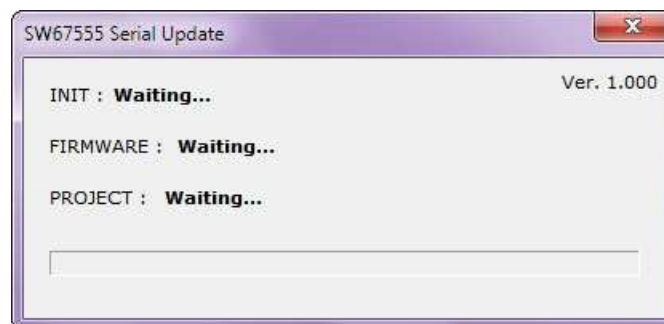 SW67555 Serial Update
Ver. 1.000
INIT : Waiting...
FIRMWARE : Waiting...
PROJECT : Waiting...